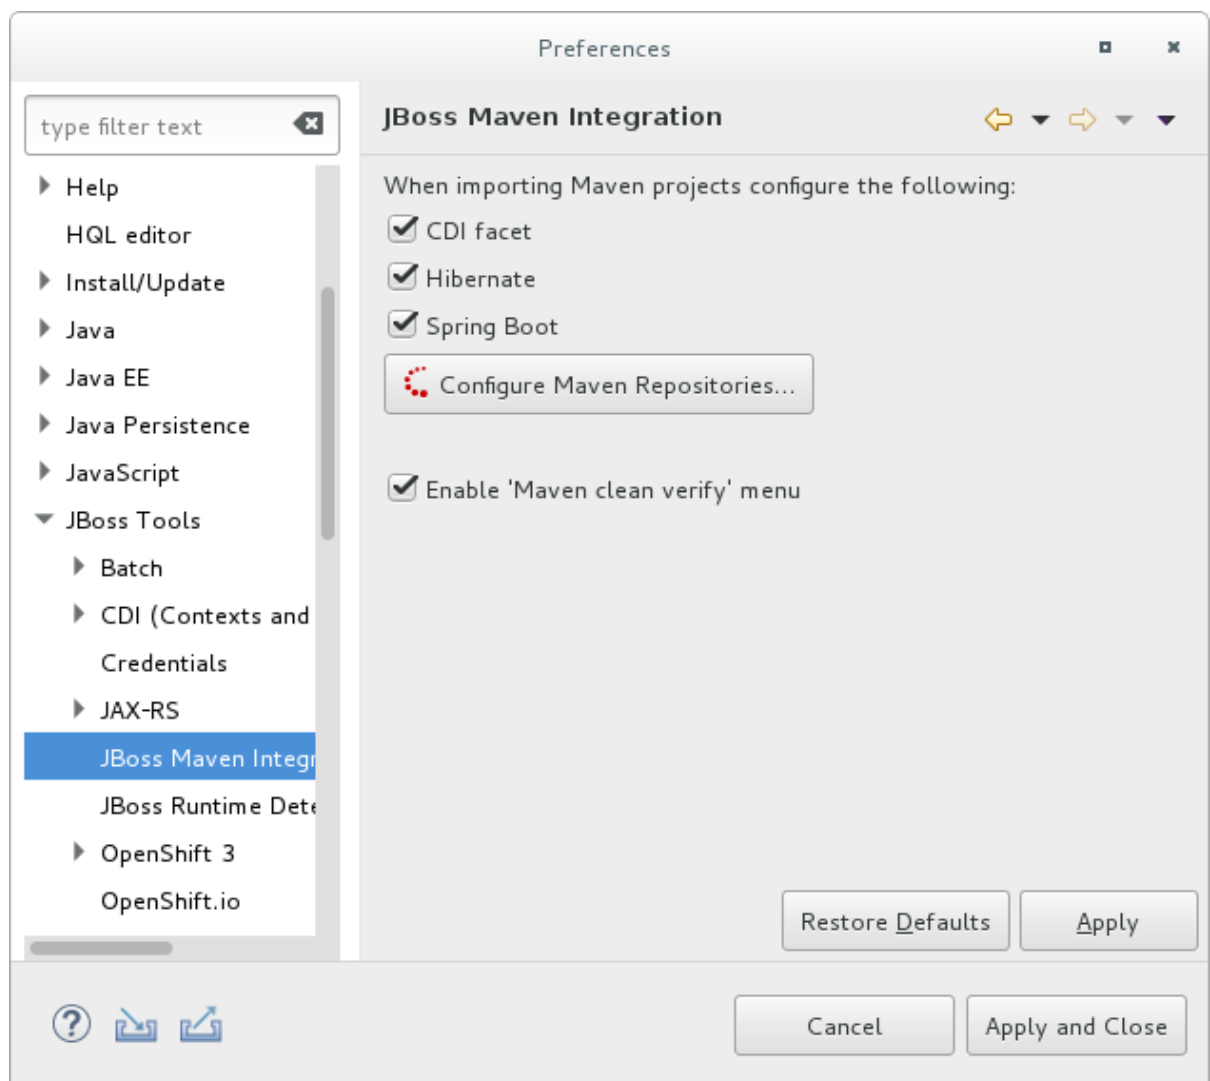 Preferences
type filter text
Help
HQL editor
Install/Update
Java
Java EE
Java Persistence
JavaScript
JBoss Tools
Batch
CDI (Contexts and
Credentials
JAX-RS
JBoss Maven Integr
JBoss Runtime Dete
OpenShift 3
OpenShift.io
JBoss Maven Integration
When importing Maven projects configure the following:
CDI facet
Hibernate
Spring Boot
Configure Maven Repositories...
Enable 'Maven clean verify' menu
Restore Defaults
Apply
Cancel
Apply and Close